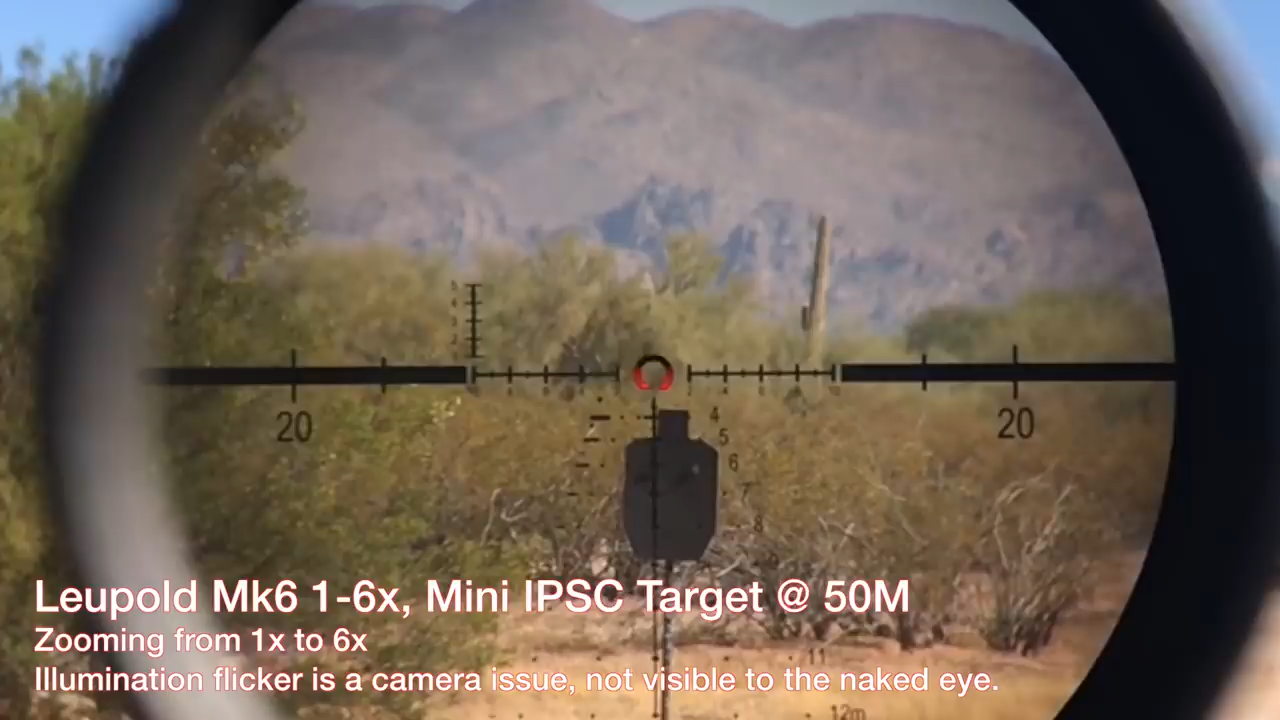 20
20
4
5
6
7
8
11
12m
Leupold Mk6 1-6x, Mini IPSC Target @ 50M
Zooming from 1x to 6x
Illumination flicker is a camera issue, not visible to the naked eye.